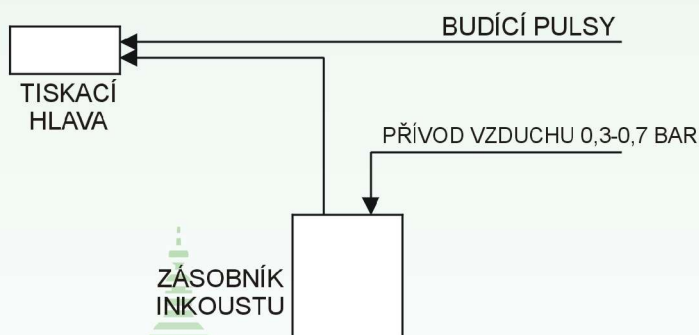 BUDÍCÍ PULSY
TISKACÍ
HLAVA
PŘÍVOD VZDUCHU 0,3-0,7 BAR
ZÁSOBNÍK
INKOUSTU